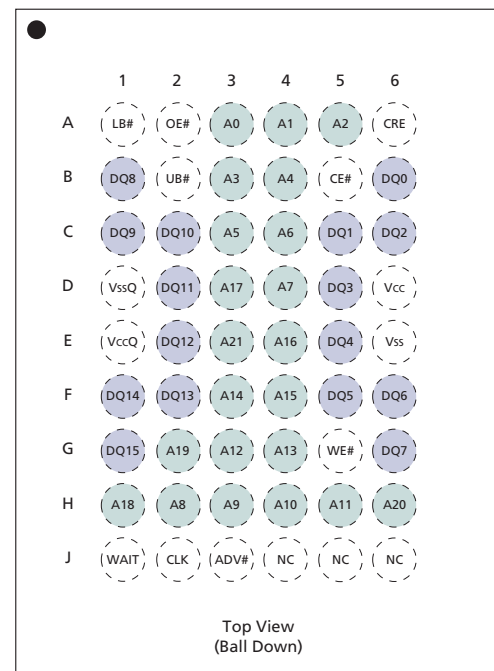 1 2 3 4 5 6
A LB# OE# A0 A1 A2 CRE
B DQ8 UB# A3 A4 CE# DQ0
C DQ9 DQ10 A5 A6 DQ1 DQ2
D VssQ DQ11 A17 A7 DQ3 Vcc
E VccQ DQ12 A21 A16 DQ4 Vss
F DQ14 DQ13 A14 A15 DQ5 DQ6
G DQ15 A19 A12 A13 WE# DQ7
H A18 A8 A9 A10 A11 A20
J WAIT CLK ADV# NC NC NC
Top View
(Ball Down)